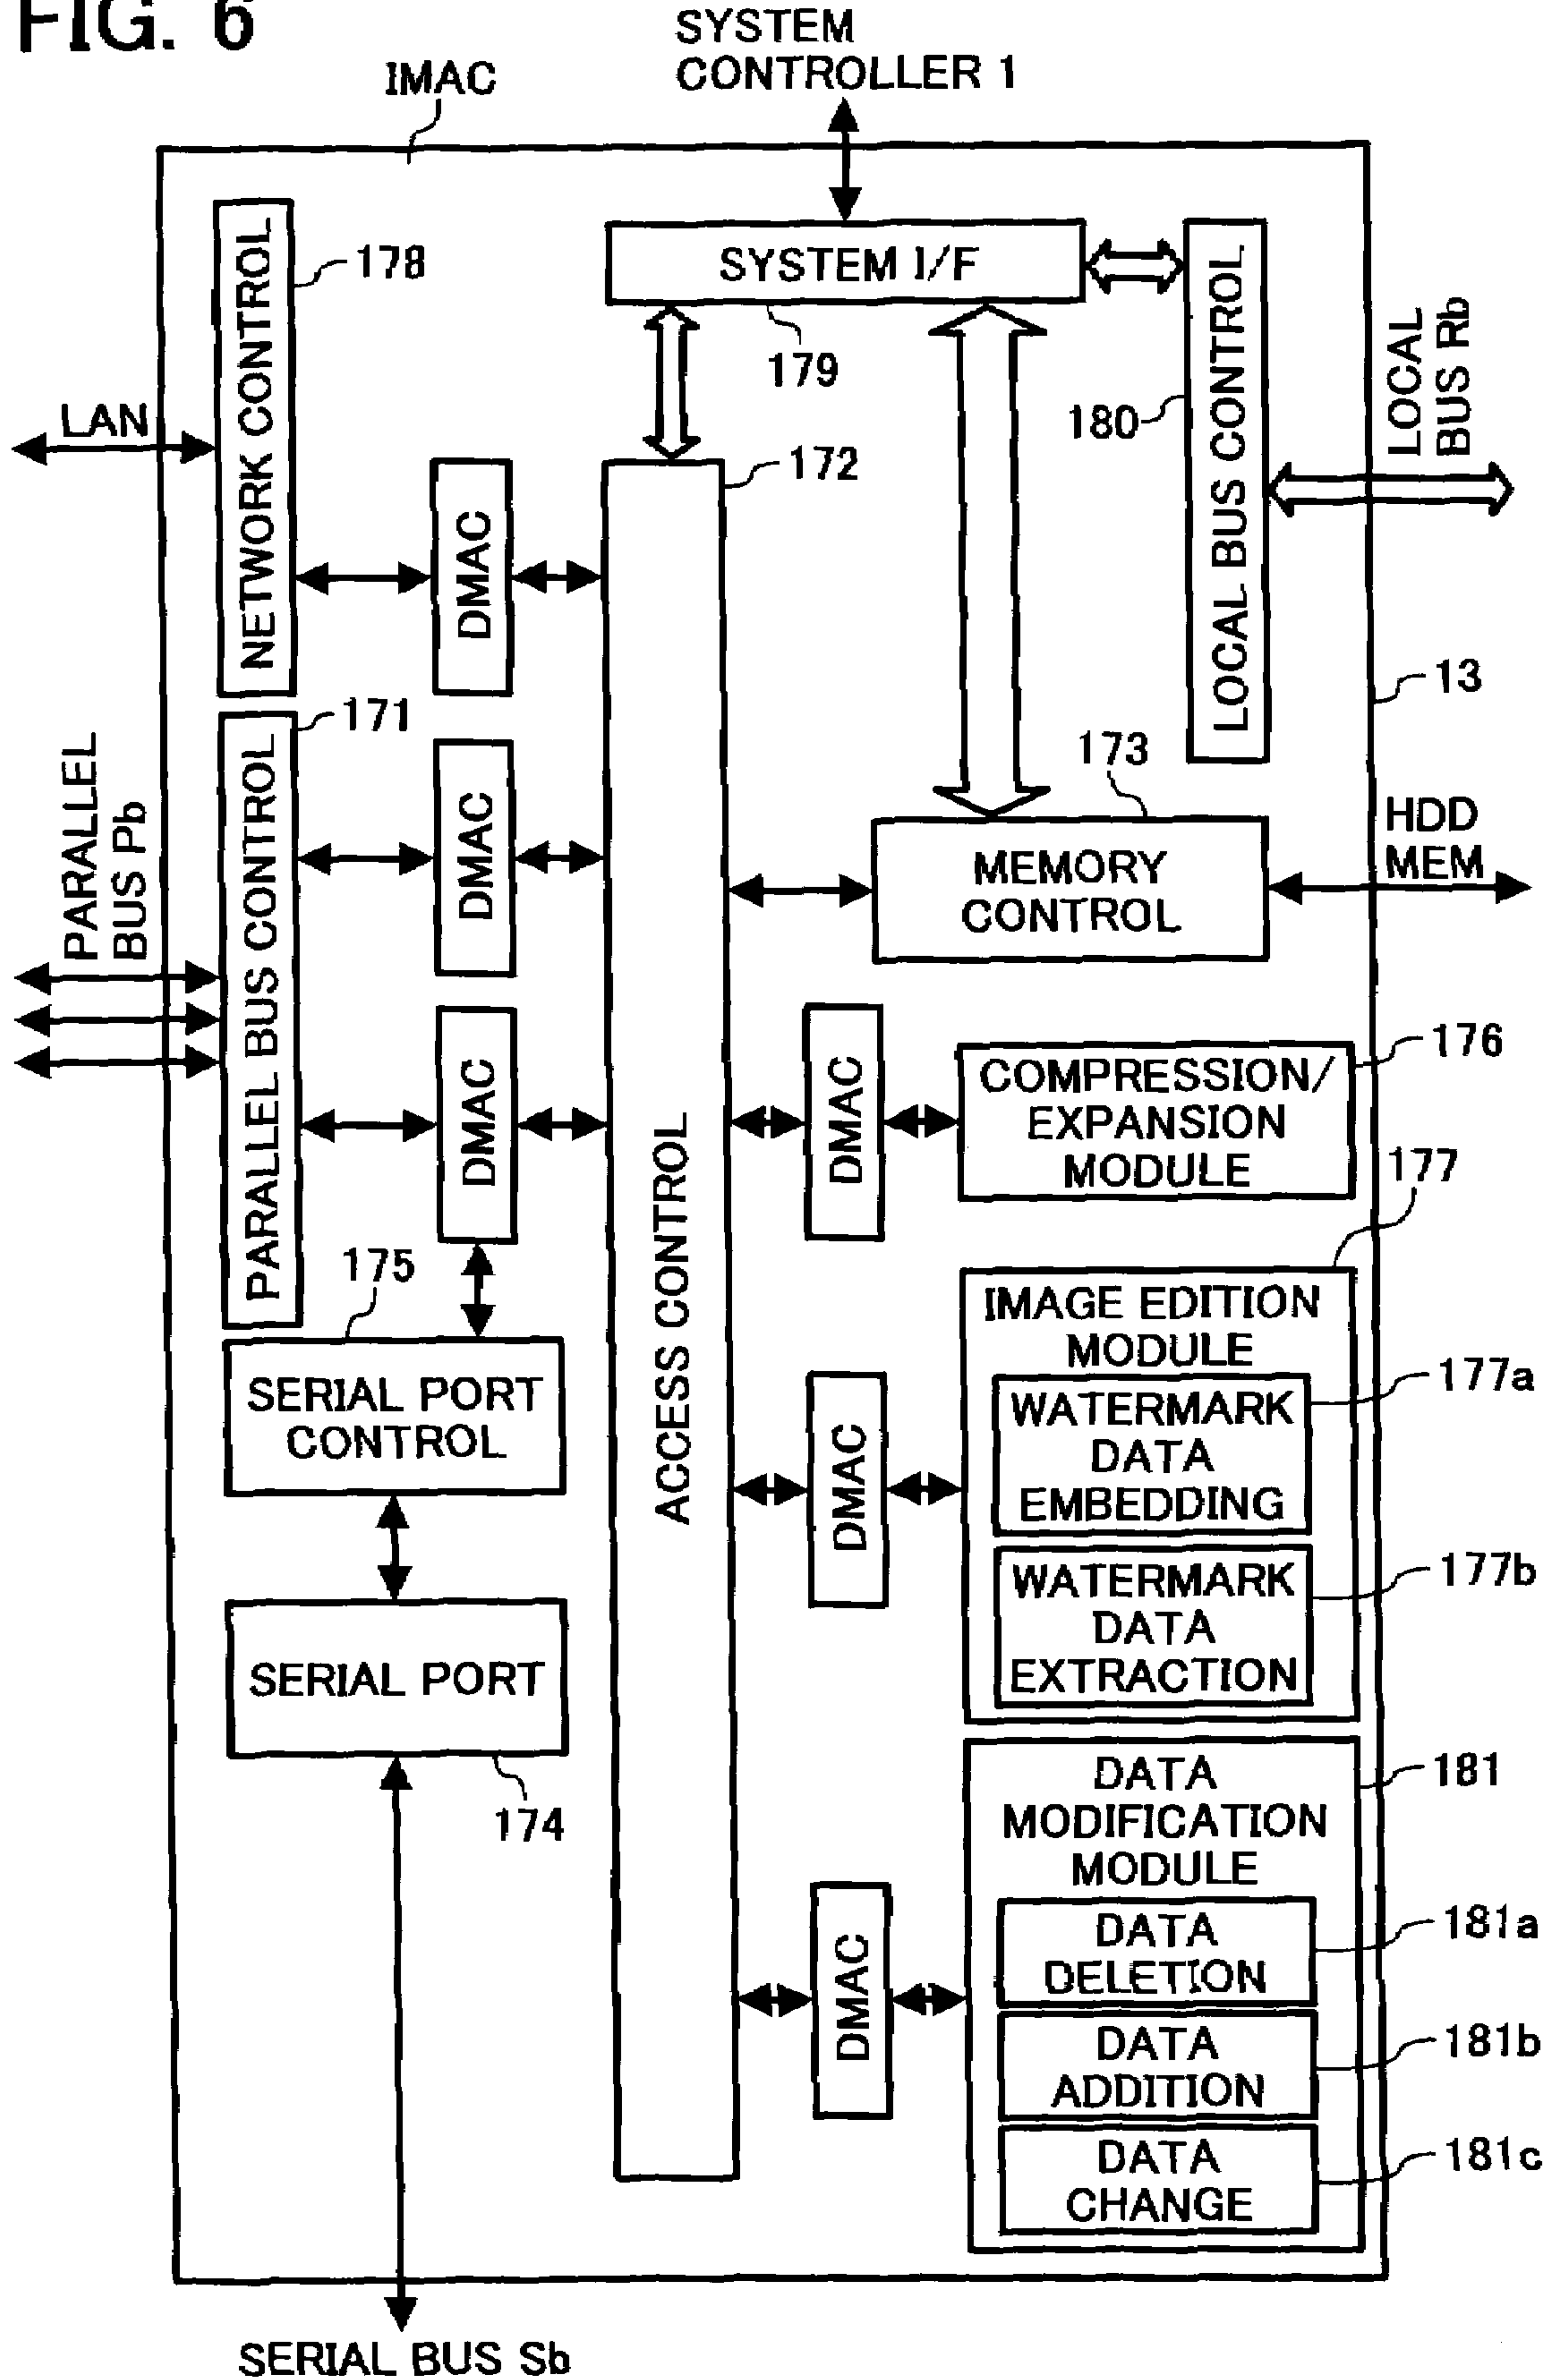 FIG. 6
SYSTEM
CONTROLLER 1
IMAC
NETWORK CONTROL
178
SYSTEM I/F
179
LOCAL BUS CONTROL
180
LOCAL
BUS Rb
LAN
172
DMAC
13
171
PARALLEL
BUS Pb
PARALLEL BUS CONTROL
DMAC
173
MEMORY
CONTROL
HDD
MEM
DMAC
ACCESS CONTROL
DMAC
176
COMPRESSION/
EXPANSION
MODULE
177
175
SERIAL PORT
CONTROL
IMAGE EDITION
MODULE
177a
WATERMARK
DATA
EMBEDDING
DMAC
177b
WATERMARK
DATA
EXTRACTION
SERIAL PORT
174
181
DATA
MODIFICATION
MODULE
181a
DATA
DELETION
DMAC
181b
DATA
ADDITION
181c
DATA
CHANGE
SERIAL BUS Sb